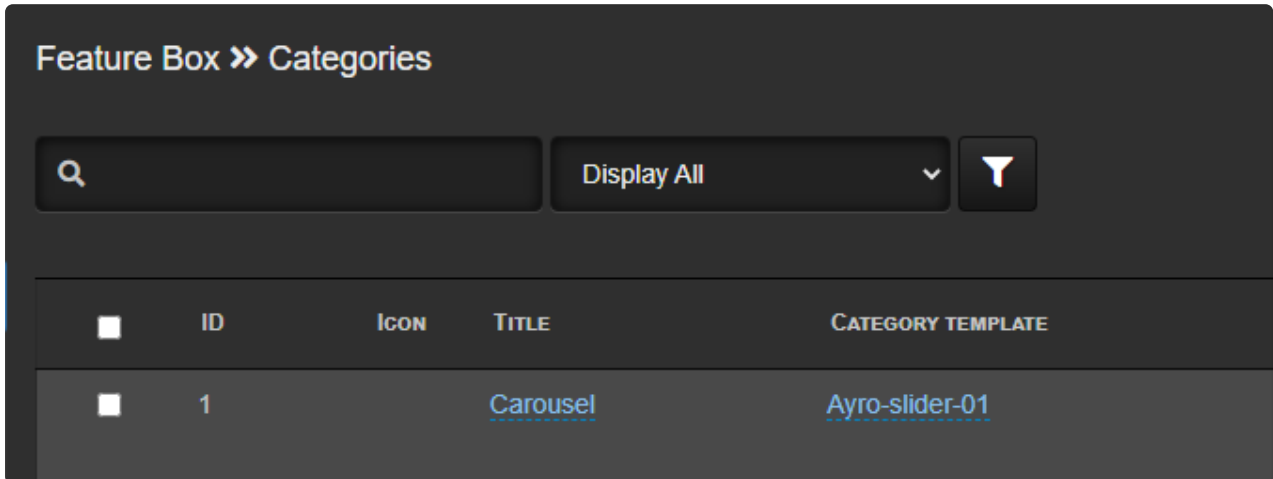 Feature Box » Categories
Display All
ID Icon Title Category template
1 Carousel Ayro-slider-01